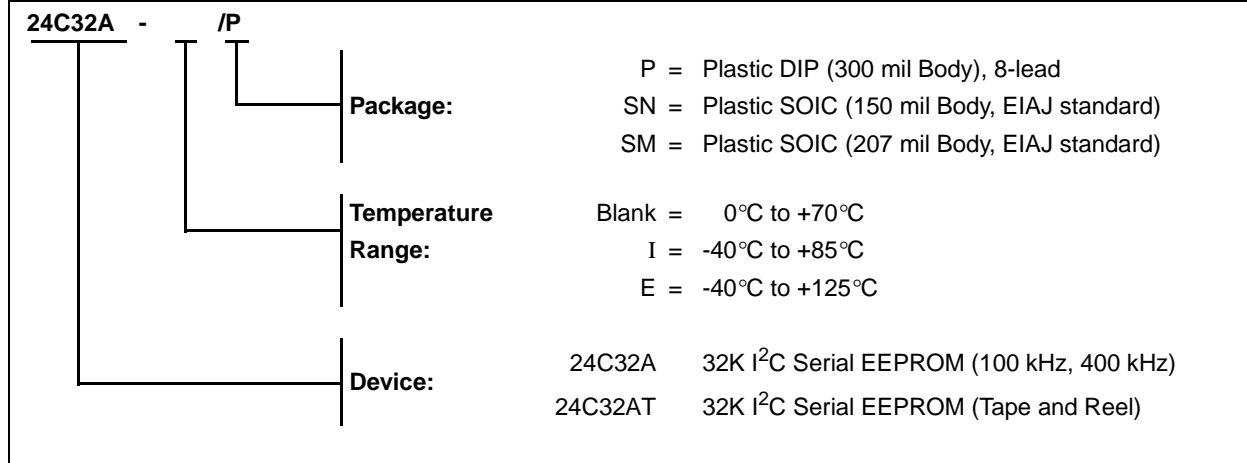 24C32A - /P
P = Plastic DIP (300 mil Body), 8-lead
Package: SN = Plastic SOIC (150 mil Body, EIAJ standard)
SM = Plastic SOIC (207 mil Body, EIAJ standard)
Temperature Blank = 0°C to +70°C
Range: I = -40°C to +85°C
E = -40°C to +125°C
24C32A 32K I²C Serial EEPROM (100 kHz, 400 kHz)
Device:
24C32AT 32K I²C Serial EEPROM (Tape and Reel)